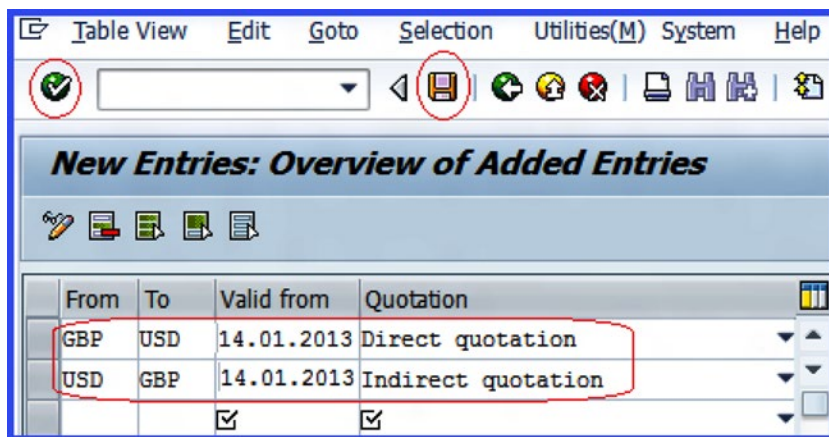 Table View Edit Goto Selection Utilities(M) System Help
New Entries: Overview of Added Entries
From To Valid from Quotation
GBP USD 14.01.2013 Direct quotation
USD GBP 14.01.2013 Indirect quotation